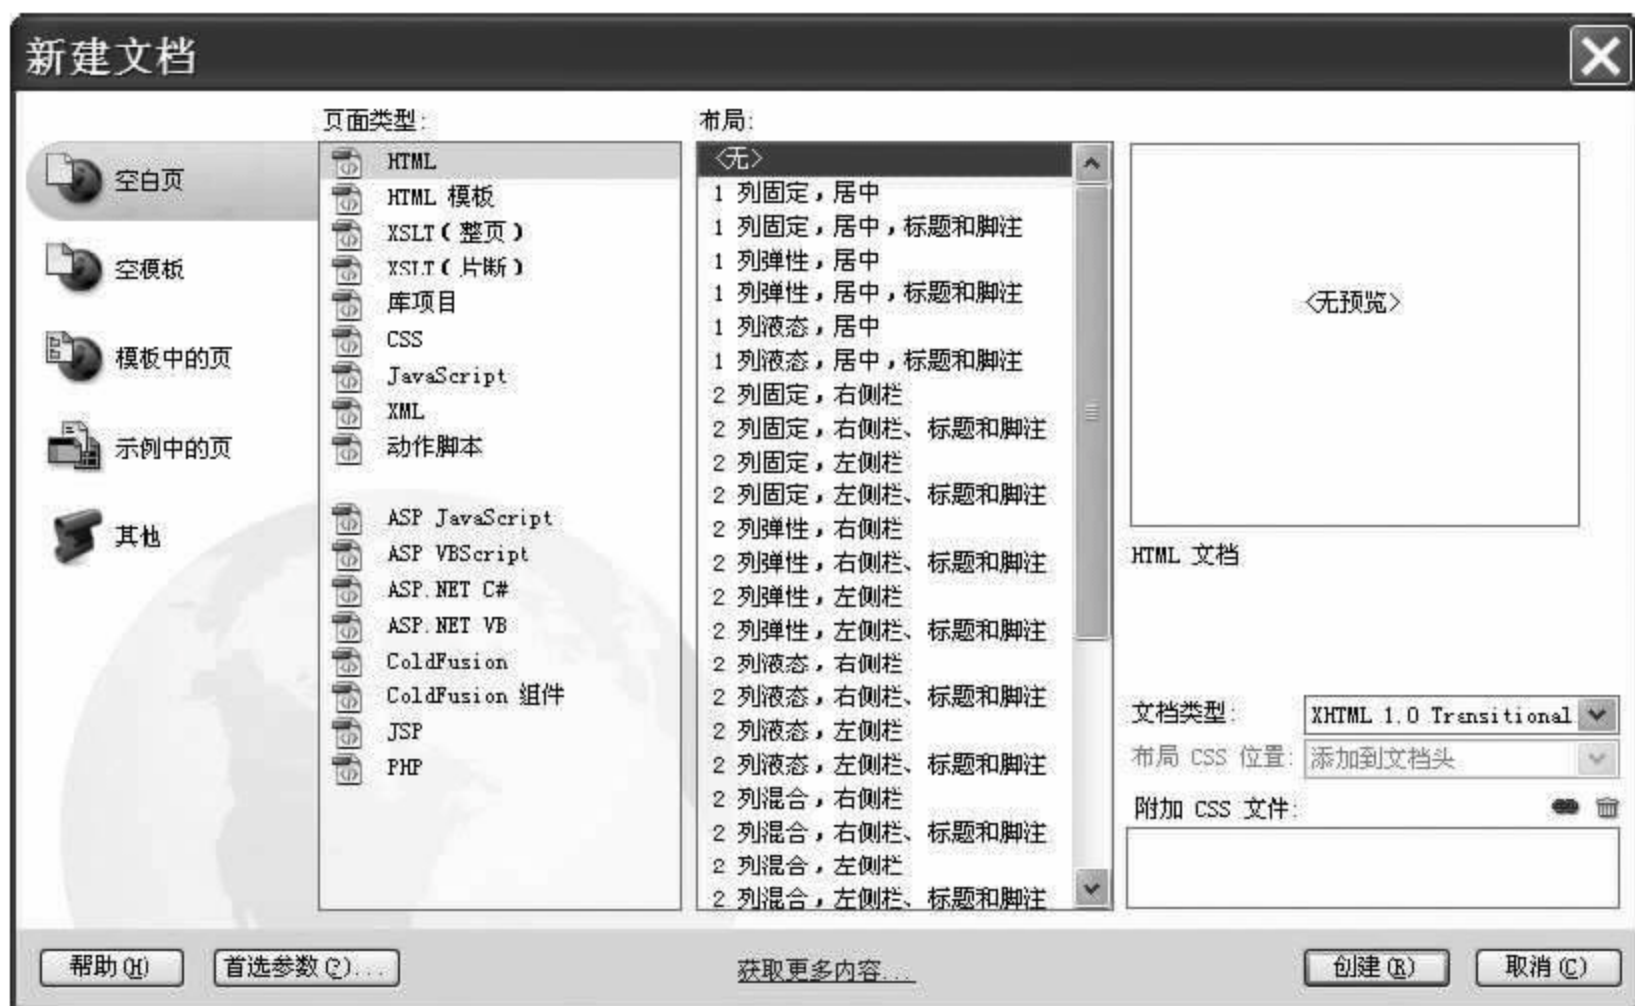 新建文档
空白页
空模板
模板中的页
示例中的页
其他
页面类型:
HTML
HTML 模板
XSLT(整页)
XSLT(片断)
库项目
CSS
JavaScript
XML
动作脚本
ASP JavaScript
ASP VBScript
ASP.NET C#
ASP.NET VB
ColdFusion
ColdFusion 组件
JSP
PHP
布局:
<无>
1 列固定,居中
1 列固定,居中,标题和脚注
1 列弹性,居中
1 列弹性,居中,标题和脚注
1 列液态,居中
1 列液态,居中,标题和脚注
2 列固定,右侧栏
2 列固定,右侧栏、标题和脚注
2 列固定,左侧栏
2 列固定,左侧栏、标题和脚注
2 列弹性,右侧栏
2 列弹性,右侧栏、标题和脚注
2 列弹性,左侧栏
2 列弹性,左侧栏、标题和脚注
2 列液态,右侧栏
2 列液态,右侧栏、标题和脚注
2 列液态,左侧栏
2 列液态,左侧栏、标题和脚注
2 列混合,右侧栏
2 列混合,右侧栏、标题和脚注
2 列混合,左侧栏
2 列混合,左侧栏、标题和脚注
<无预览>
HTML 文档
文档类型: XHTML 1.0 Transitional
布局 CSS 位置: 添加到文档头
附加 CSS 文件:
帮助(H)
首选参数(P)...
获取更多内容...
创建(R)
取消(C)